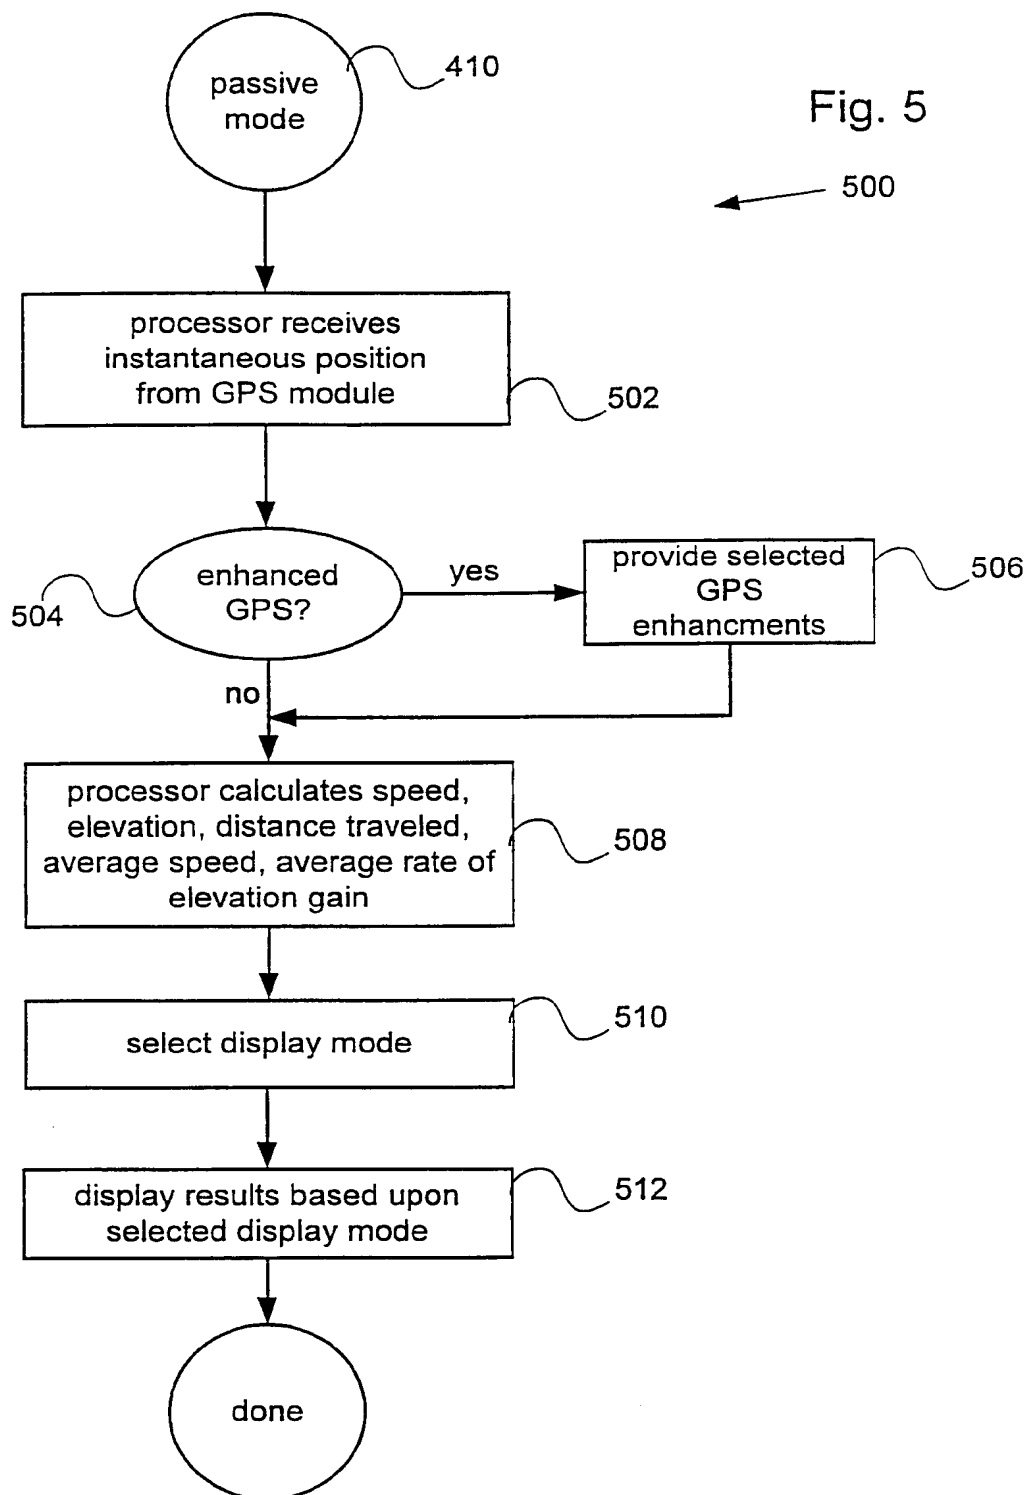 passive
mode
410
Fig. 5
500
processor receives
instantaneous position
from GPS module
502
enhanced
GPS?
504
yes
provide selected
GPS
enhancments
506
no
processor calculates speed,
elevation, distance traveled,
average speed, average rate of
elevation gain
508
select display mode
510
display results based upon
selected display mode
512
done